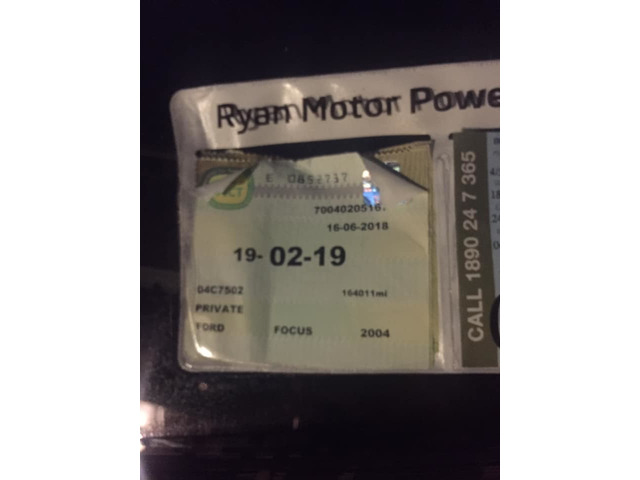 Ryan Motor Powe
E 0852737
7004020516
16-06-2018
19-02-19
04C7502 164011mi
PRIVATE
FORD FOCUS 2004
CALL 1890 24 7 365